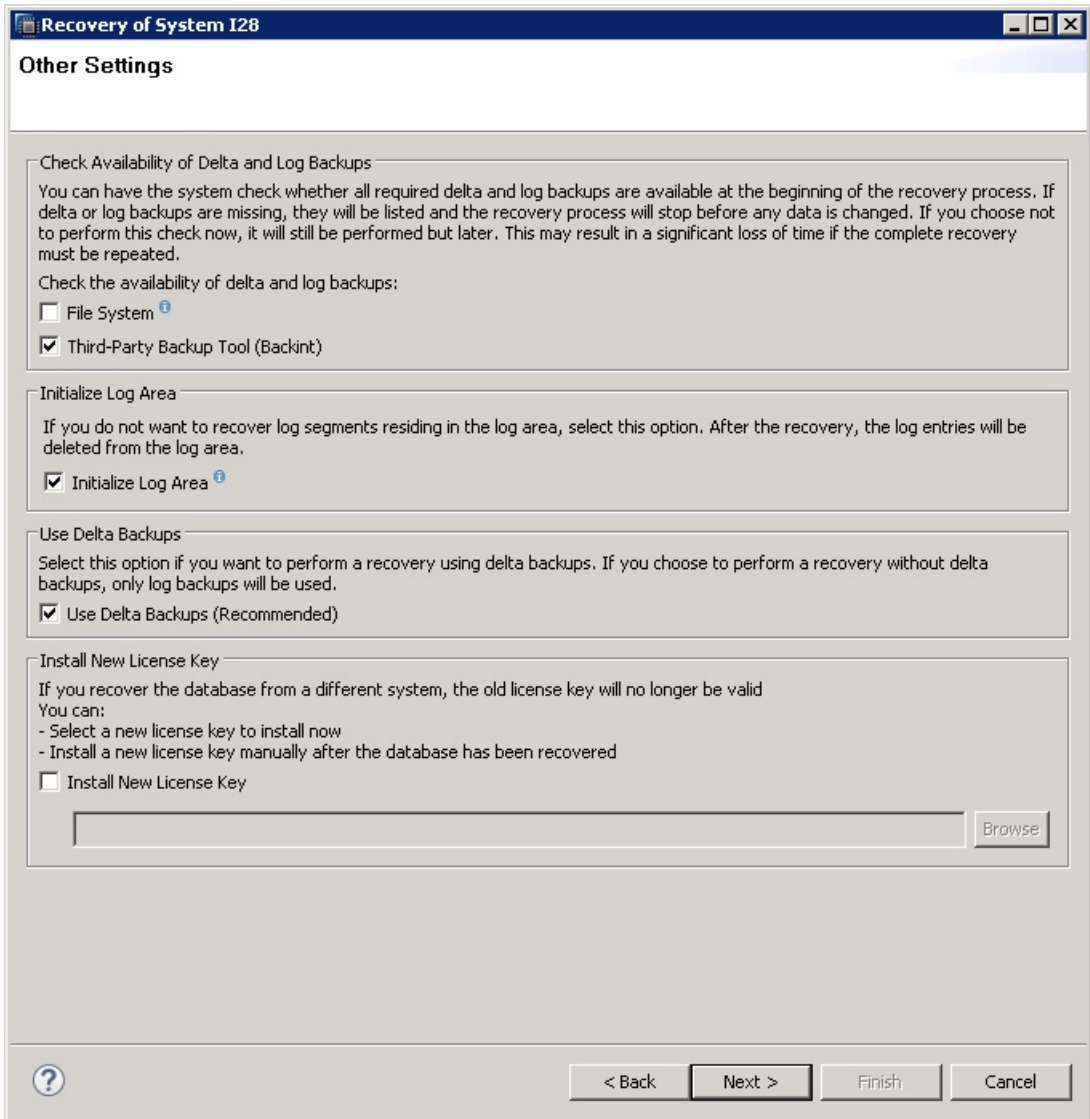 Recovery of System I28
Other Settings
Check Availability of Delta and Log Backups
You can have the system check whether all required delta and log backups are available at the beginning of the recovery process. If
delta or log backups are missing, they will be listed and the recovery process will stop before any data is changed. If you choose not
to perform this check now, it will still be performed but later. This may result in a significant loss of time if the complete recovery
must be repeated.
Check the availability of delta and log backups:
File System
Third-Party Backup Tool (Backint)
Initialize Log Area
If you do not want to recover log segments residing in the log area, select this option. After the recovery, the log entries will be
deleted from the log area.
Initialize Log Area
Use Delta Backups
Select this option if you want to perform a recovery using delta backups. If you choose to perform a recovery without delta
backups, only log backups will be used.
Use Delta Backups (Recommended)
Install New License Key
If you recover the database from a different system, the old license key will no longer be valid
You can:
- Select a new license key to install now
- Install a new license key manually after the database has been recovered
Install New License Key
Browse
< Back Next > Finish Cancel